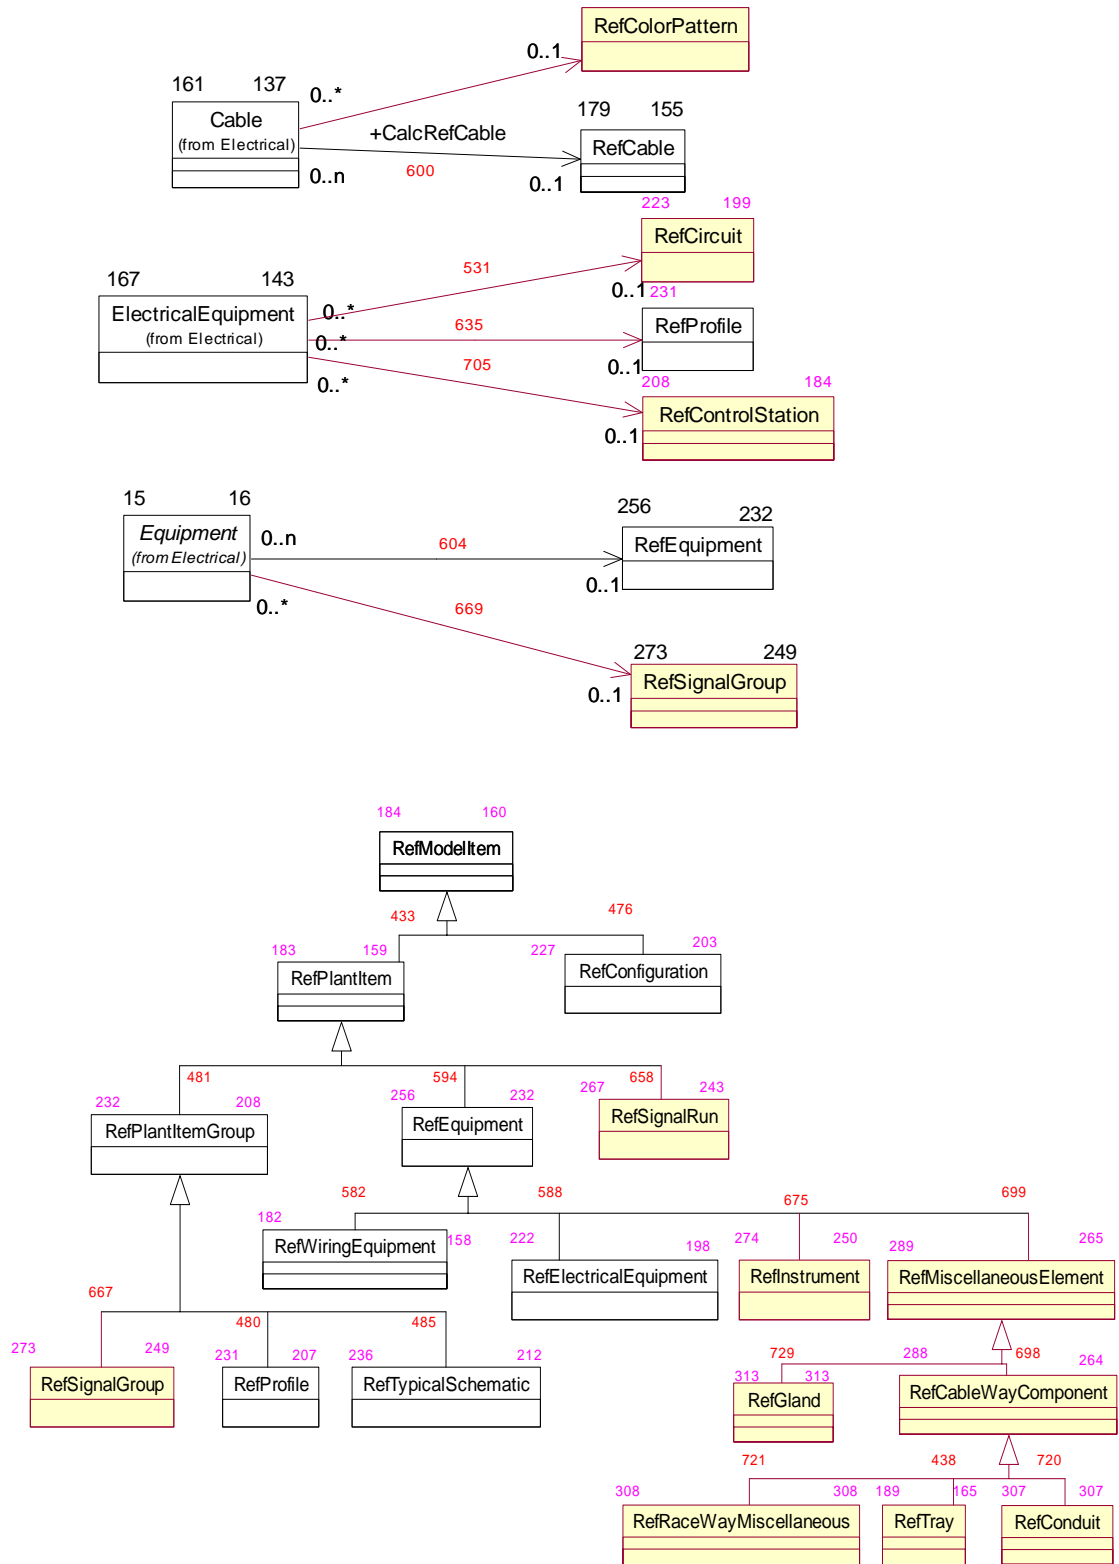 RefColorPattern
0..1
161 137
0..*
Cable
(from Electrical)
+CalcRefCable
179 155
RefCable
0..n
600
0..1
223 199
RefCircuit
531
167 143
0..1
231
ElectricalEquipment
(from Electrical)
0..*
635
RefProfile
0..*
705
0..1
208 184
0..*
RefControlStation
0..1
15 16
256 232
Equipment
(from Electrical)
0..n
604
RefEquipment
0..1
0..*
669
273 249
RefSignalGroup
0..1
184 160
RefModelItem
433 476
183 159
227 203
RefPlantItem
RefConfiguration
481 594 658
232 208
256 232
267 243
RefPlantItemGroup
RefEquipment
RefSignalRun
582 588 675 699
182 158
222 198
274 250
289 265
RefWiringEquipment
RefElectricalEquipment
RefInstrument
RefMiscellaneousElement
667 480 485
273 249
231 207
236 212
RefSignalGroup
RefProfile
RefTypicalSchematic
729 698
313 313
288 264
RefGland
RefCableWayComponent
721 438 720
308 308
189 165
307 307
RefRaceWayMiscellaneous
RefTray
RefConduit